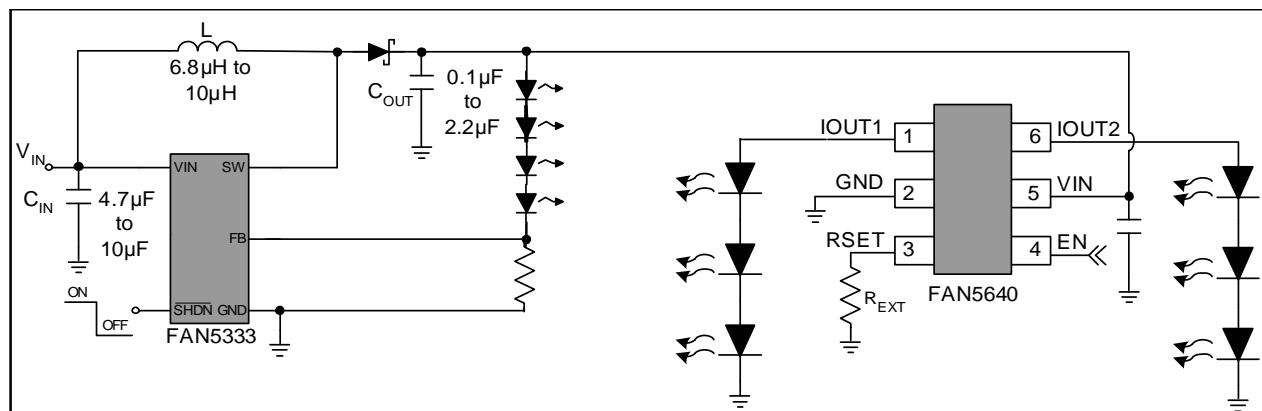 L
6.8µH to
10µH
C_OUT
0.1µF
to
2.2µF
V_IN
C_IN
4.7µF
to
10µF
VIN
SW
FB
SHDN
GND
ON
OFF
FAN5333
IOUT1
1
6
IOUT2
GND
2
5
VIN
RSET
3
4
EN
R_EXT
FAN5640